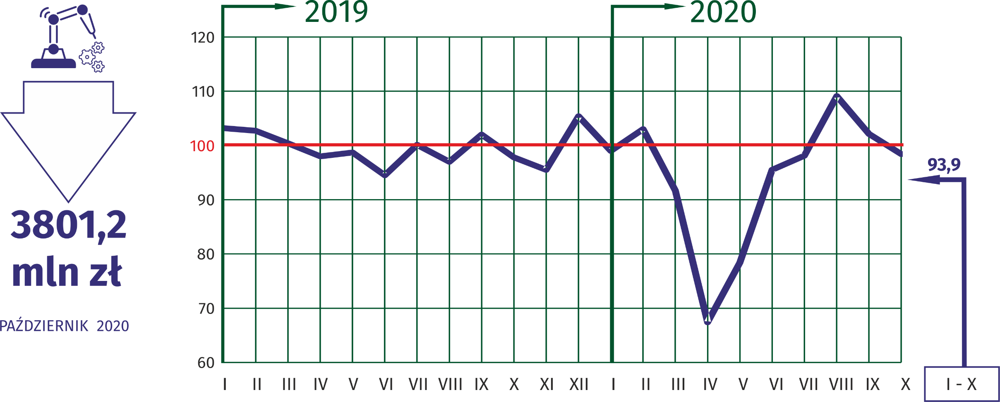 2019
2020
120
110
100
90
80
70
60
I II III IV V VI VII VIII IX X XI XII I II III IV V VI VII VIII IX X
93,9
I - X
3801,2
mln zł
PAŹDZIERNIK 2020